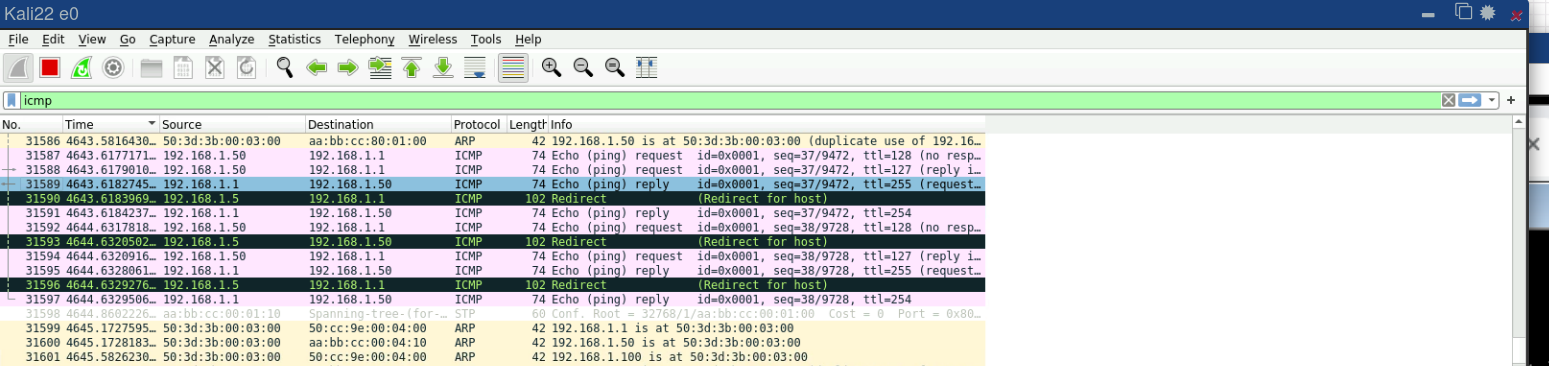 Kali22 e0
File Edit View Go Capture Analyze Statistics Telephony Wireless Tools Help
icmp
No. Time Source Destination Protocol Length Info
31586 4643.5816430… 50:3d:3b:00:03:00 aa:bb:cc:80:01:00 ARP 42 192.168.1.50 is at 50:3d:3b:00:03:00 (duplicate use of 192.16…
31587 4643.6177171… 192.168.1.50 192.168.1.1 ICMP 74 Echo (ping) request id=0x0001, seq=37/9472, ttl=128 (no resp…
31588 4643.6179010… 192.168.1.50 192.168.1.1 ICMP 74 Echo (ping) request id=0x0001, seq=37/9472, ttl=127 (reply i…
31589 4643.6182745… 192.168.1.1 192.168.1.50 ICMP 74 Echo (ping) reply id=0x0001, seq=37/9472, ttl=255 (request…
31590 4643.6183969… 192.168.1.5 192.168.1.1 ICMP 102 Redirect (Redirect for host)
31591 4643.6184237… 192.168.1.1 192.168.1.50 ICMP 74 Echo (ping) reply id=0x0001, seq=37/9472, ttl=254
31592 4644.6317818… 192.168.1.50 192.168.1.1 ICMP 74 Echo (ping) request id=0x0001, seq=38/9728, ttl=128 (no resp…
31593 4644.6320502… 192.168.1.5 192.168.1.50 ICMP 102 Redirect (Redirect for host)
31594 4644.6320916… 192.168.1.50 192.168.1.1 ICMP 74 Echo (ping) request id=0x0001, seq=38/9728, ttl=127 (reply i…
31595 4644.6328061… 192.168.1.1 192.168.1.50 ICMP 74 Echo (ping) reply id=0x0001, seq=38/9728, ttl=255 (request…
31596 4644.6329276… 192.168.1.5 192.168.1.1 ICMP 102 Redirect (Redirect for host)
31597 4644.6329506… 192.168.1.1 192.168.1.50 ICMP 74 Echo (ping) reply id=0x0001, seq=38/9728, ttl=254
31598 4644.8602226… aa:bb:cc:00:01:10 Spanning-tree-(for-… STP 60 Conf. Root = 32768/1/aa:bb:cc:00:01:00 Cost = 0 Port = 0x80…
31599 4645.1727595… 50:3d:3b:00:03:00 50:cc:9e:00:04:00 ARP 42 192.168.1.1 is at 50:3d:3b:00:03:00
31600 4645.1728183… 50:3d:3b:00:03:00 aa:bb:cc:00:04:10 ARP 42 192.168.1.50 is at 50:3d:3b:00:03:00
31601 4645.5826230… 50:3d:3b:00:03:00 50:cc:9e:00:04:00 ARP 42 192.168.1.100 is at 50:3d:3b:00:03:00